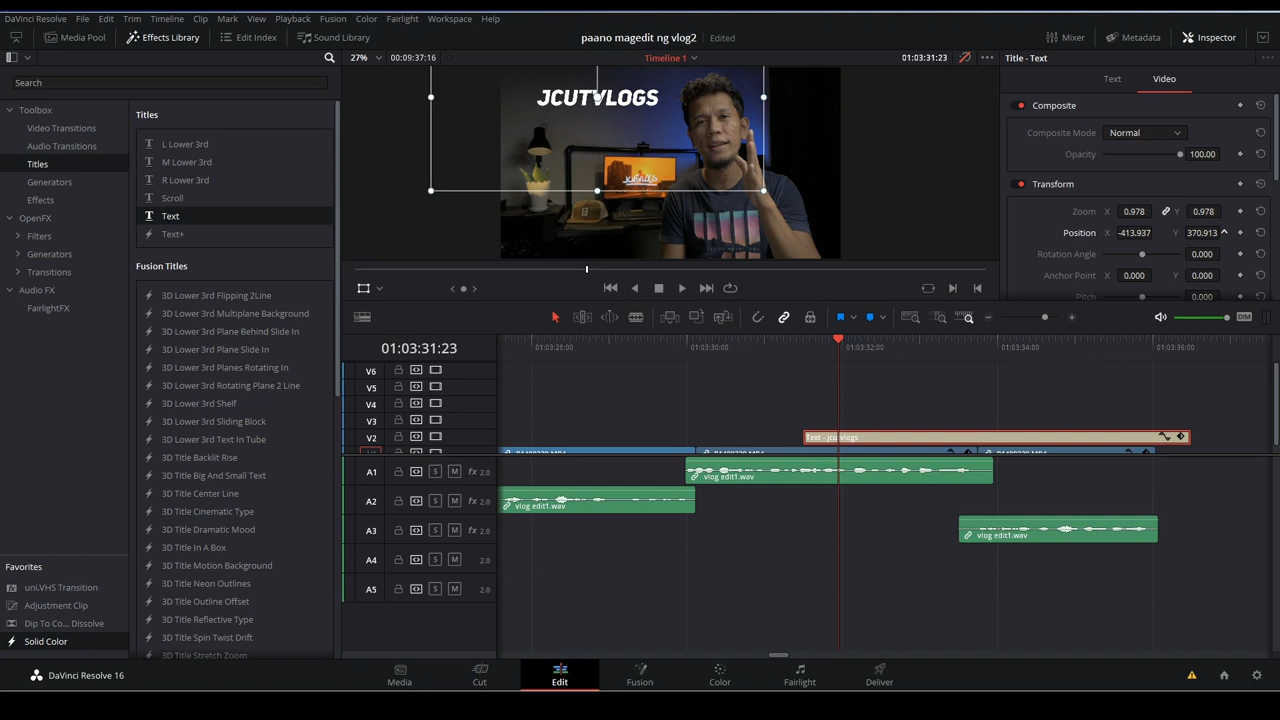 DaVinci Resolve File Edit Trim Timeline Clip Mark View Playback Fusion Color Fairlight Workspace Help
Media Pool Effects Library Edit Index Sound Library paano magedit ng vlog2 Edited Mixer Metadata Inspector
27% 00:09:37:16 Timeline 1 01:03:31:23 Title - Text
Search
Text Video
Toolbox
Video Transitions
Audio Transitions
Titles
Generators
Effects
OpenFX
Filters
Generators
Transitions
Audio FX
FairlightFX
Favorites
uni.VHS Transition
Adjustment Clip
Dip To Co... Dissolve
Solid Color
Titles
L Lower 3rd
M Lower 3rd
R Lower 3rd
Scroll
Text
Text+
Fusion Titles
3D Lower 3rd Flipping 2Line
3D Lower 3rd Multiplane Background
3D Lower 3rd Plane Behind Slide In
3D Lower 3rd Plane Slide In
3D Lower 3rd Planes Rotating In
3D Lower 3rd Rotating Plane 2 Line
3D Lower 3rd Shelf
3D Lower 3rd Sliding Block
3D Lower 3rd Text In Tube
3D Title Backlit Rise
3D Title Big And Small Text
3D Title Center Line
3D Title Cinematic Type
3D Title Dramatic Mood
3D Title In A Box
3D Title Motion Background
3D Title Neon Outlines
3D Title Outline Offset
3D Title Reflective Type
3D Title Spin Twist Drift
3D Title Stretch Zoom
JCUTVLOGS
JCUTVLOGS
Composite
Composite Mode Normal
Opacity 100.00
Transform
Zoom X 0.978 Y 0.978
Position X -413.937 Y 370.913
Rotation Angle 0.000
Anchor Point X 0.000 Y 0.000
Pitch 0.000
DIM
01:03:31:23 01:03:28:00 01:03:30:00 01:03:32:00 01:03:34:00 01:03:36:00
V6
V5
V4
V3
V2 Text - jcutvlogs
A1 S M fx 2.0 vlog edit1.wav
A2 S M fx 2.0 vlog edit1.wav
A3 S M fx 2.0 vlog edit1.wav
A4 S M 2.0
A5 S M 2.0
DaVinci Resolve 16 Media Cut Edit Fusion Color Fairlight Deliver